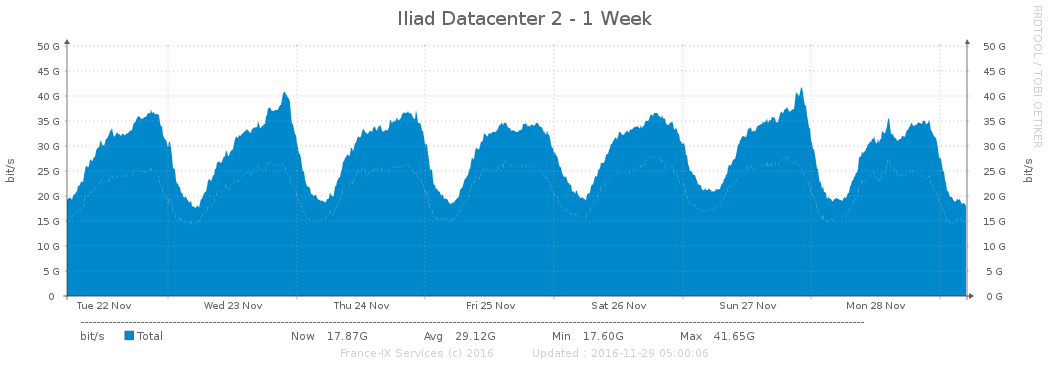 Iliad Datacenter 2 - 1 Week
RRDTOOL / TOBI OETIKER
bit/s
50 G
45 G
40 G
35 G
30 G
25 G
20 G
15 G
10 G
5 G
0
50 G
45 G
40 G
35 G
30 G
25 G
20 G
15 G
10 G
5 G
0 G
bit/s
Tue 22 Nov Wed 23 Nov Thu 24 Nov Fri 25 Nov Sat 26 Nov Sun 27 Nov Mon 28 Nov
bit/s Total Now 17.87G Avg 29.12G Min 17.60G Max 41.65G
France-IX Services (c) 2016 Updated : 2016-11-29 05:00:06